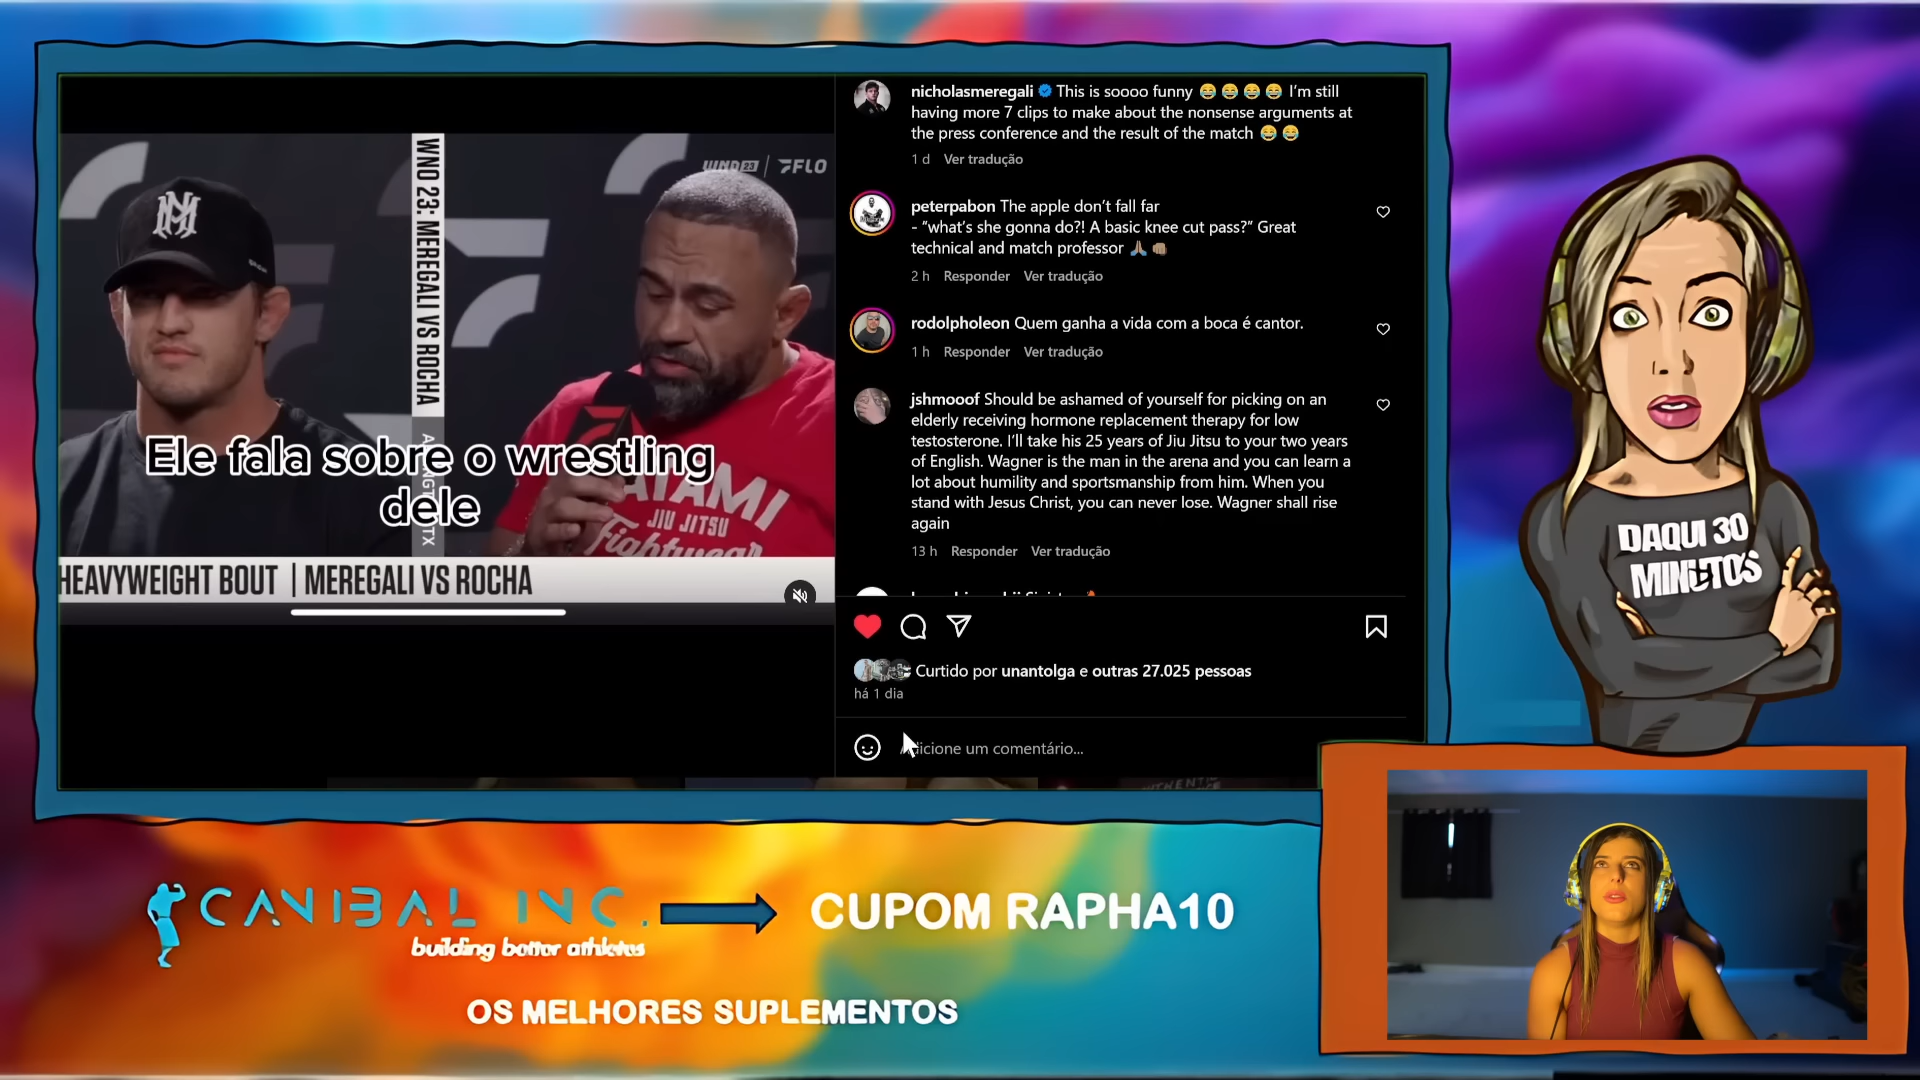 WNO 23: MEREGALI VS ROCHA
WNO 23 | FLO
Ele fala sobre o wrestling
dele
TAMI
JIU JITSU
Fightwear
HEAVYWEIGHT BOUT | MEREGALI VS ROCHA
nicholasmeregali This is soooo funny 😂 😂 😂 😂 I'm still
having more 7 clips to make about the nonsense arguments at
the press conference and the result of the match 😂 😂
1 d Ver tradução
peterpabon The apple don't fall far
- "what's she gonna do?! A basic knee cut pass?" Great
technical and match professor 🙏🏽 👊🏽
2 h Responder Ver tradução
rodolpholeon Quem ganha a vida com a boca é cantor.
1 h Responder Ver tradução
jshmooof Should be ashamed of yourself for picking on an
elderly receiving hormone replacement therapy for low
testosterone. I'll take his 25 years of Jiu Jitsu to your two years
of English. Wagner is the man in the arena and you can learn a
lot about humility and sportsmanship from him. When you
stand with Jesus Christ, you can never lose. Wagner shall rise
again
13 h Responder Ver tradução
Curtido por unantolga e outras 27.025 pessoas
há 1 dia
dicione um comentário...
DAQUI 30
MINUTOS
CANIBAL INC.
building better athletes
CUPOM RAPHA10
OS MELHORES SUPLEMENTOS